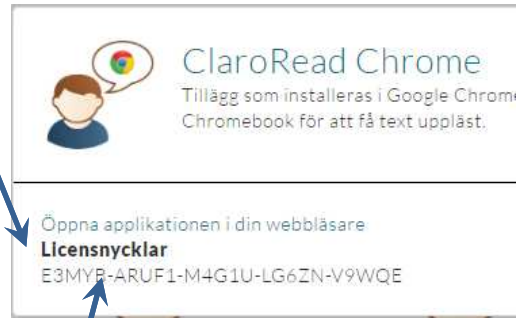 ClaroRead Chrome
Tillägg som installeras i Google Chrome
Chromebook för att få text uppläst.
Öppna applikationen i din webbläsare
Licensnycklar
E3MYB-ARUF1-M4G1U-LG6ZN-V9WQE